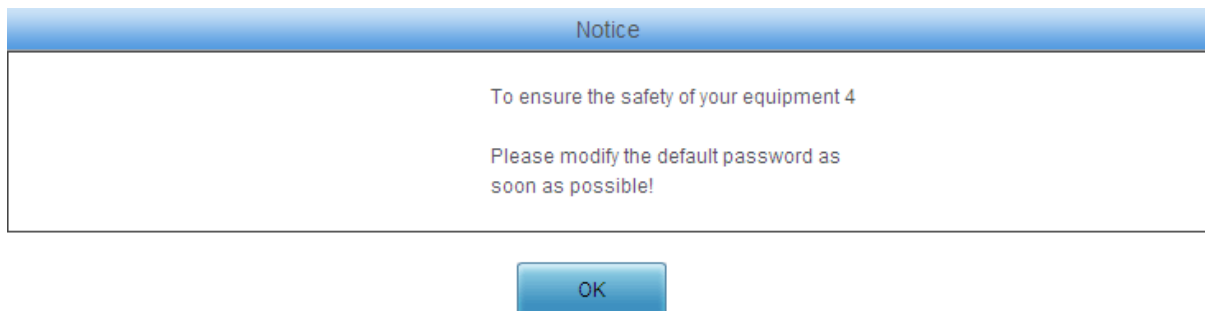 Notice
To ensure the safety of your equipment 4
Please modify the default password as
soon as possible!
OK